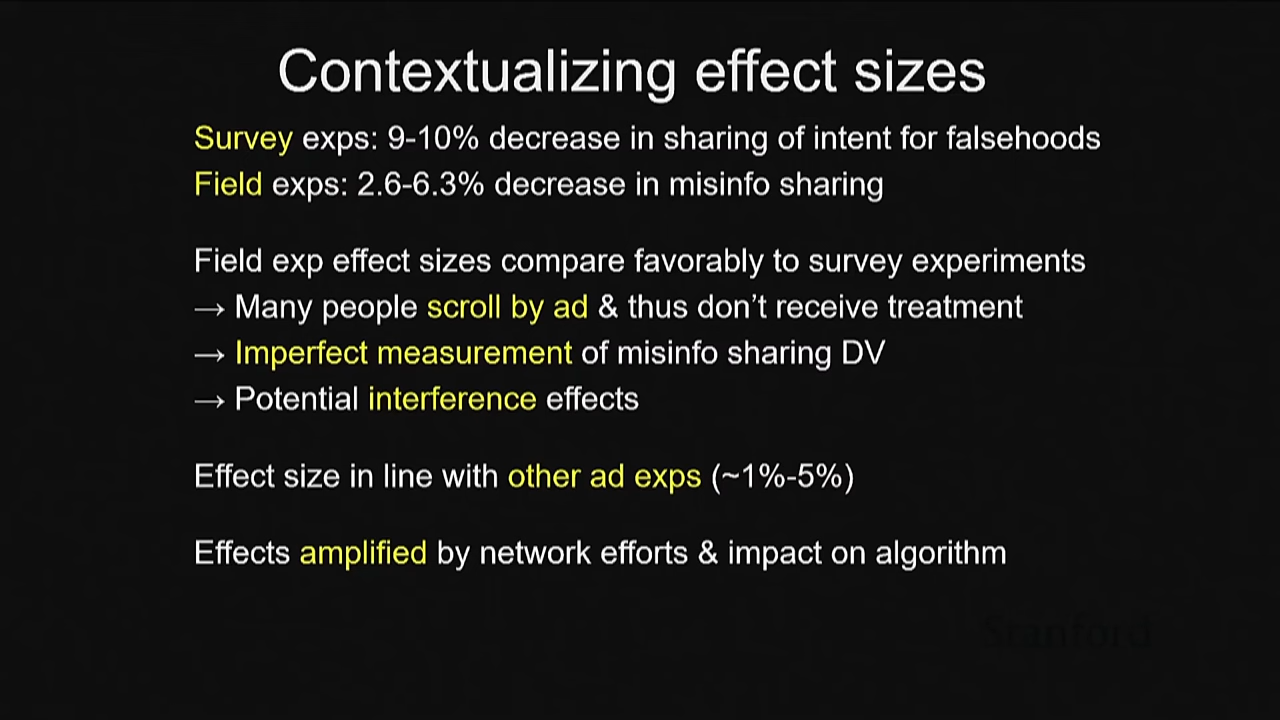 Contextualizing effect sizes
Survey exps: 9-10% decrease in sharing of intent for falsehoods
Field exps: 2.6-6.3% decrease in misinfo sharing
Field exp effect sizes compare favorably to survey experiments
→ Many people scroll by ad & thus don’t receive treatment
→ Imperfect measurement of misinfo sharing DV
→ Potential interference effects
Effect size in line with other ad exps (~1%-5%)
Effects amplified by network efforts & impact on algorithm
Stanford